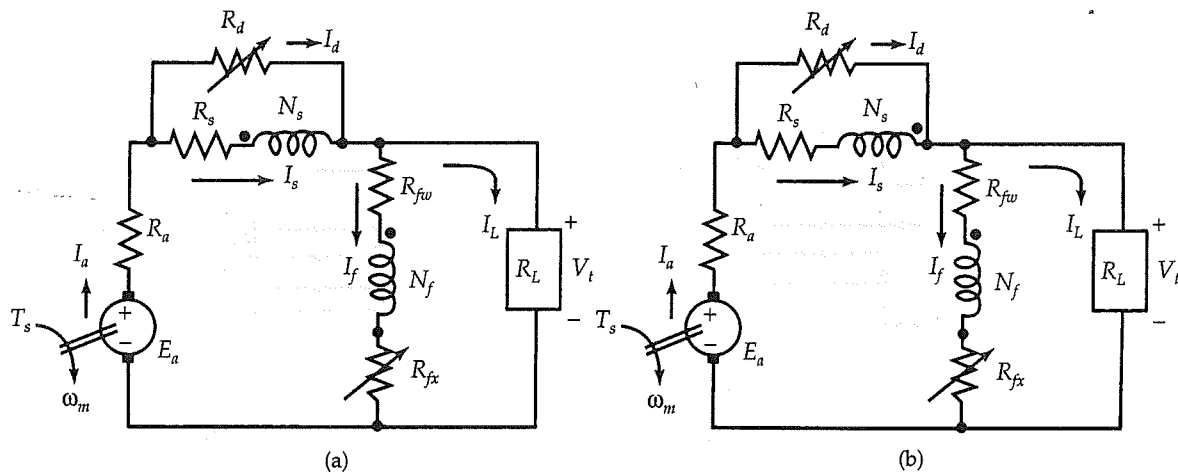 R_d
I_d
R_s
N_s
I_s
R_a
I_a
R_fw
I_f
N_f
I_L
R_L
V_t
+
−
T_s
+
−
E_a
R_fx
ω_m
(a)
R_d
I_d
R_s
N_s
I_s
R_a
I_a
R_fw
I_f
N_f
I_L
R_L
V_t
+
−
T_s
+
−
E_a
R_fx
ω_m
(b)